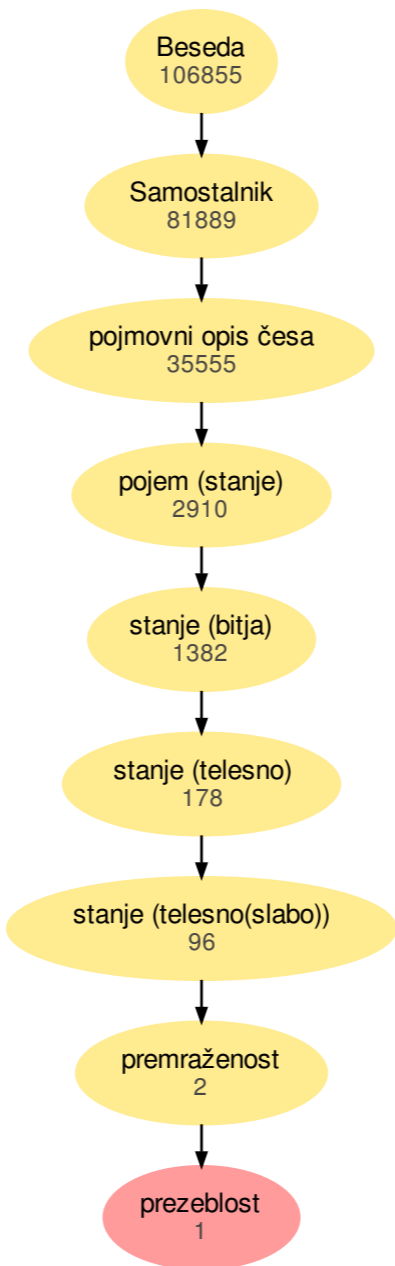 Beseda
106855
Samostalnik
81889
pojmovni opis česa
35555
pojem (stanje)
2910
stanje (bitja)
1382
stanje (telesno)
178
stanje (telesno(slabo))
96
premraženost
2
prezeblost
1